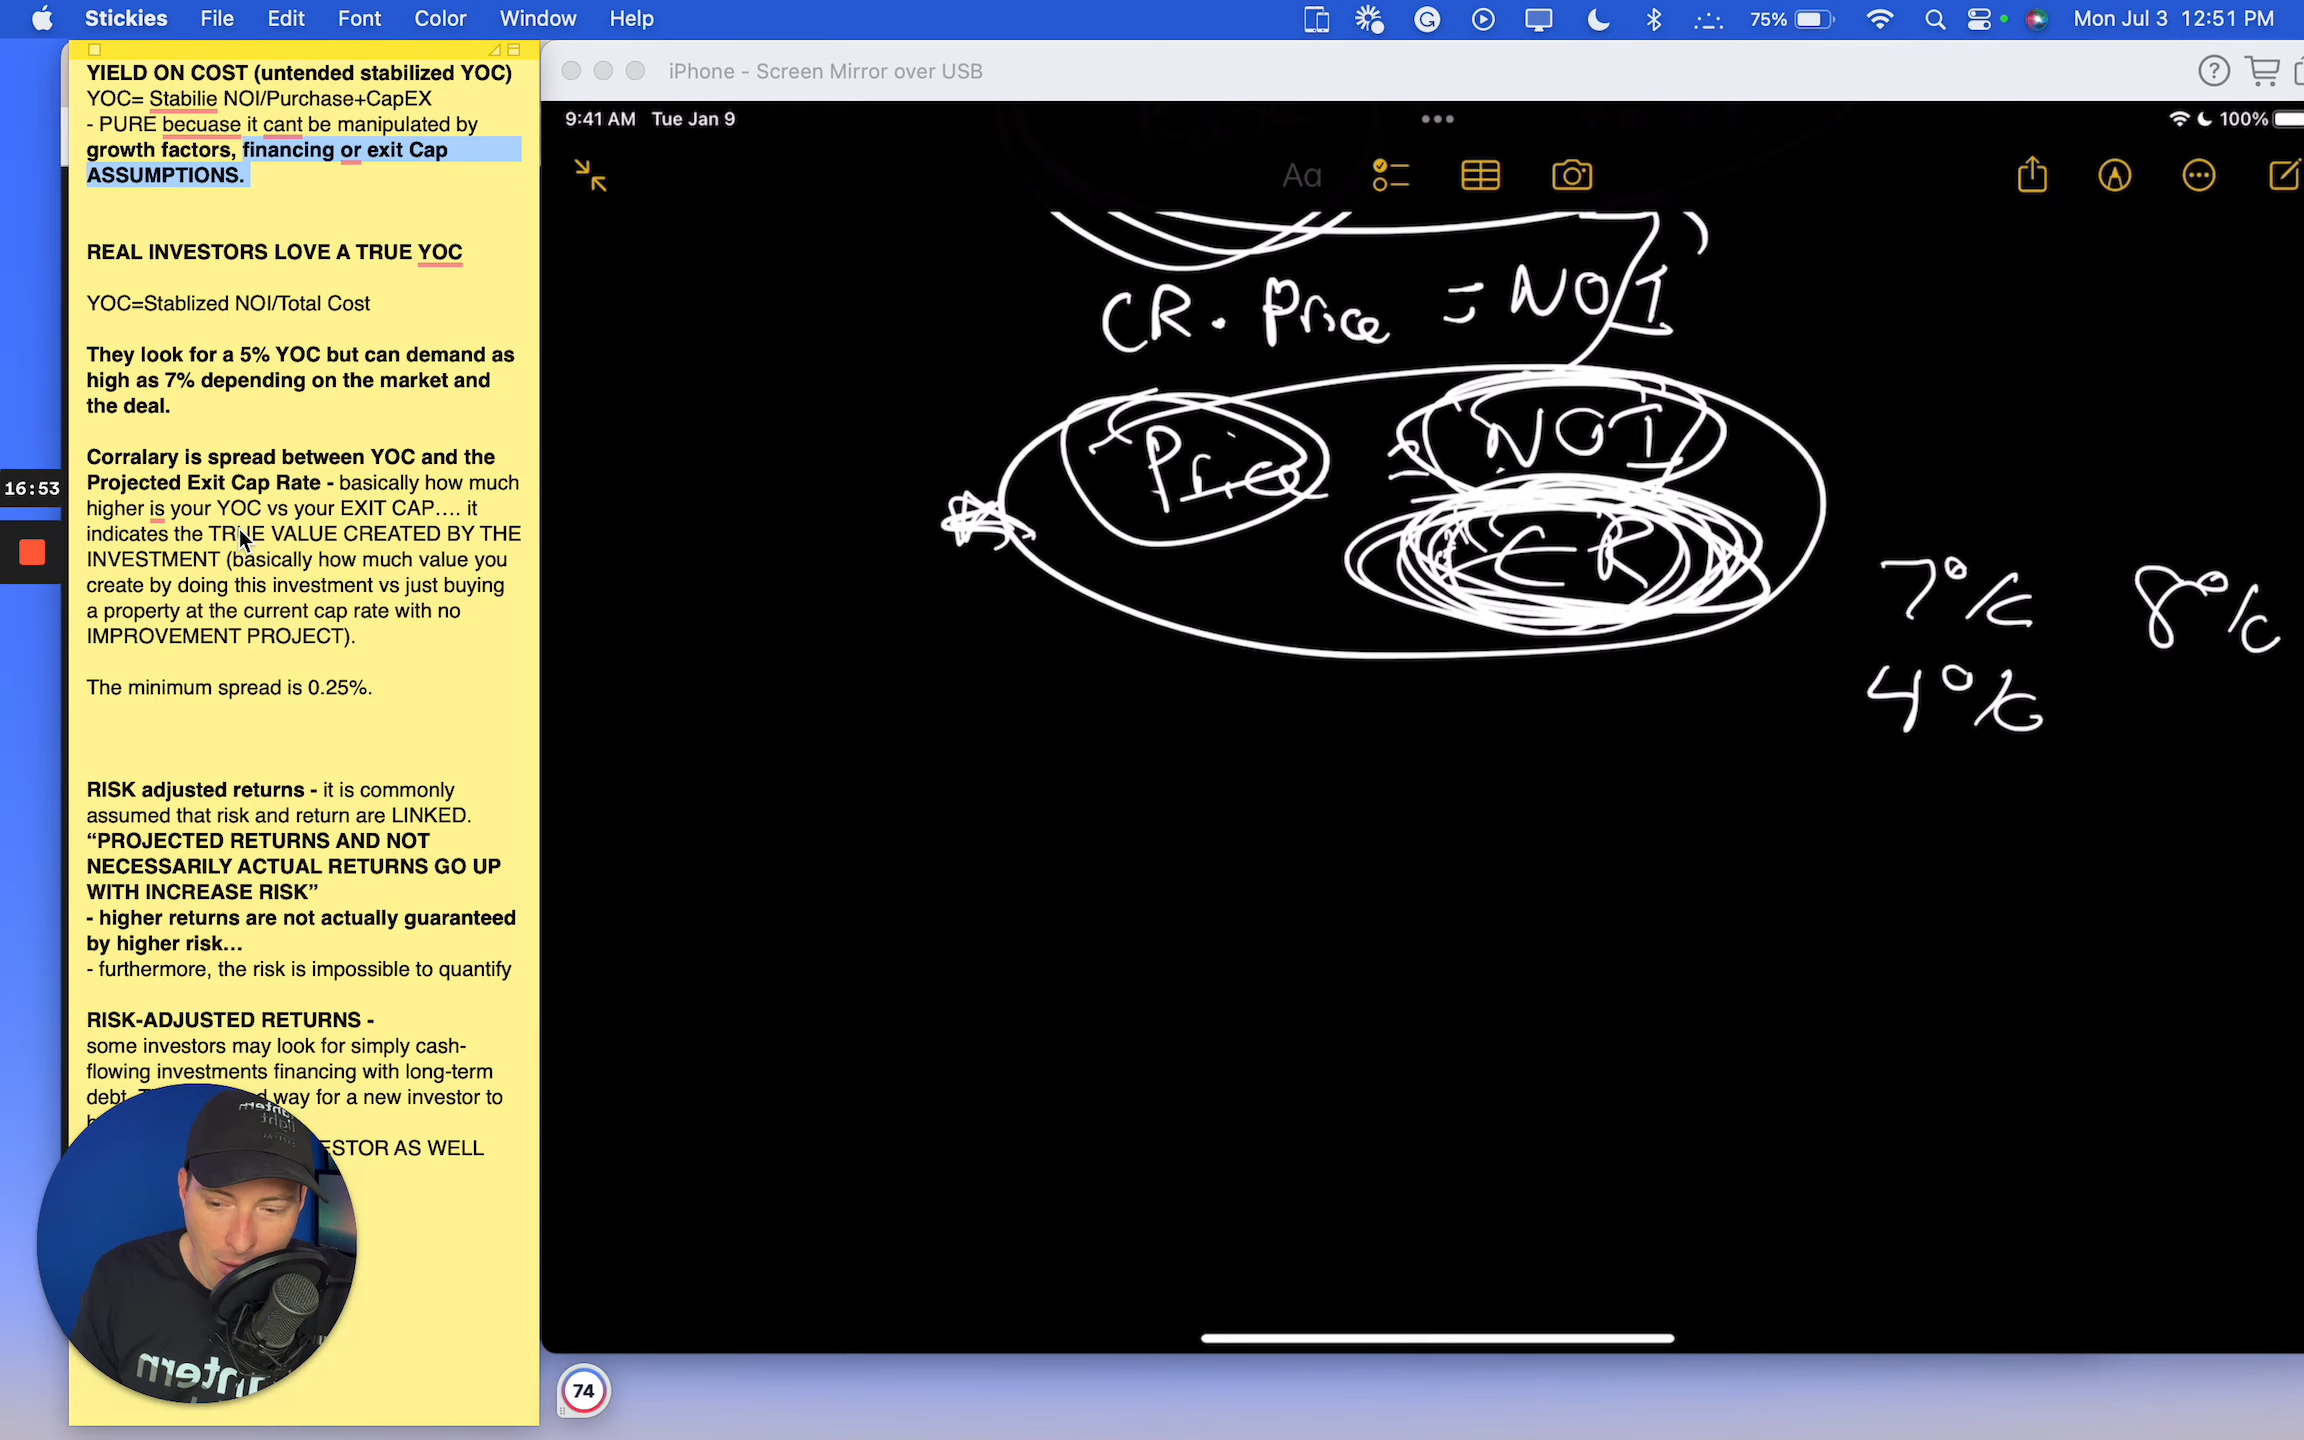 Stickies File Edit Font Color Window Help 75% Mon Jul 3 12:51 PM
YIELD ON COST (untended stabilized YOC)
YOC= Stabilie NOI/Purchase+CapEX
- PURE becuase it cant be manipulated by
growth factors, financing or exit Cap
ASSUMPTIONS.
REAL INVESTORS LOVE A TRUE YOC
YOC=Stablized NOI/Total Cost
They look for a 5% YOC but can demand as
high as 7% depending on the market and
the deal.
Corralary is spread between YOC and the
Projected Exit Cap Rate - basically how much
higher is your YOC vs your EXIT CAP.... it
indicates the TRUE VALUE CREATED BY THE
INVESTMENT (basically how much value you
create by doing this investment vs just buying
a property at the current cap rate with no
IMPROVEMENT PROJECT).
The minimum spread is 0.25%.
RISK adjusted returns - it is commonly
assumed that risk and return are LINKED.
“PROJECTED RETURNS AND NOT
NECESSARILY ACTUAL RETURNS GO UP
WITH INCREASE RISK”
- higher returns are not actually guaranteed
by higher risk...
- furthermore, the risk is impossible to quantify
RISK-ADJUSTED RETURNS -
some investors may look for simply cash-
flowing investments financing with long-term
debt. way for a new investor to
ESTOR AS WELL
16:53
iPhone - Screen Mirror over USB
9:41 AM Tue Jan 9 100%
Aa
CR. Price = NOI
Price = NOI
CR
7% 8%
4%
74